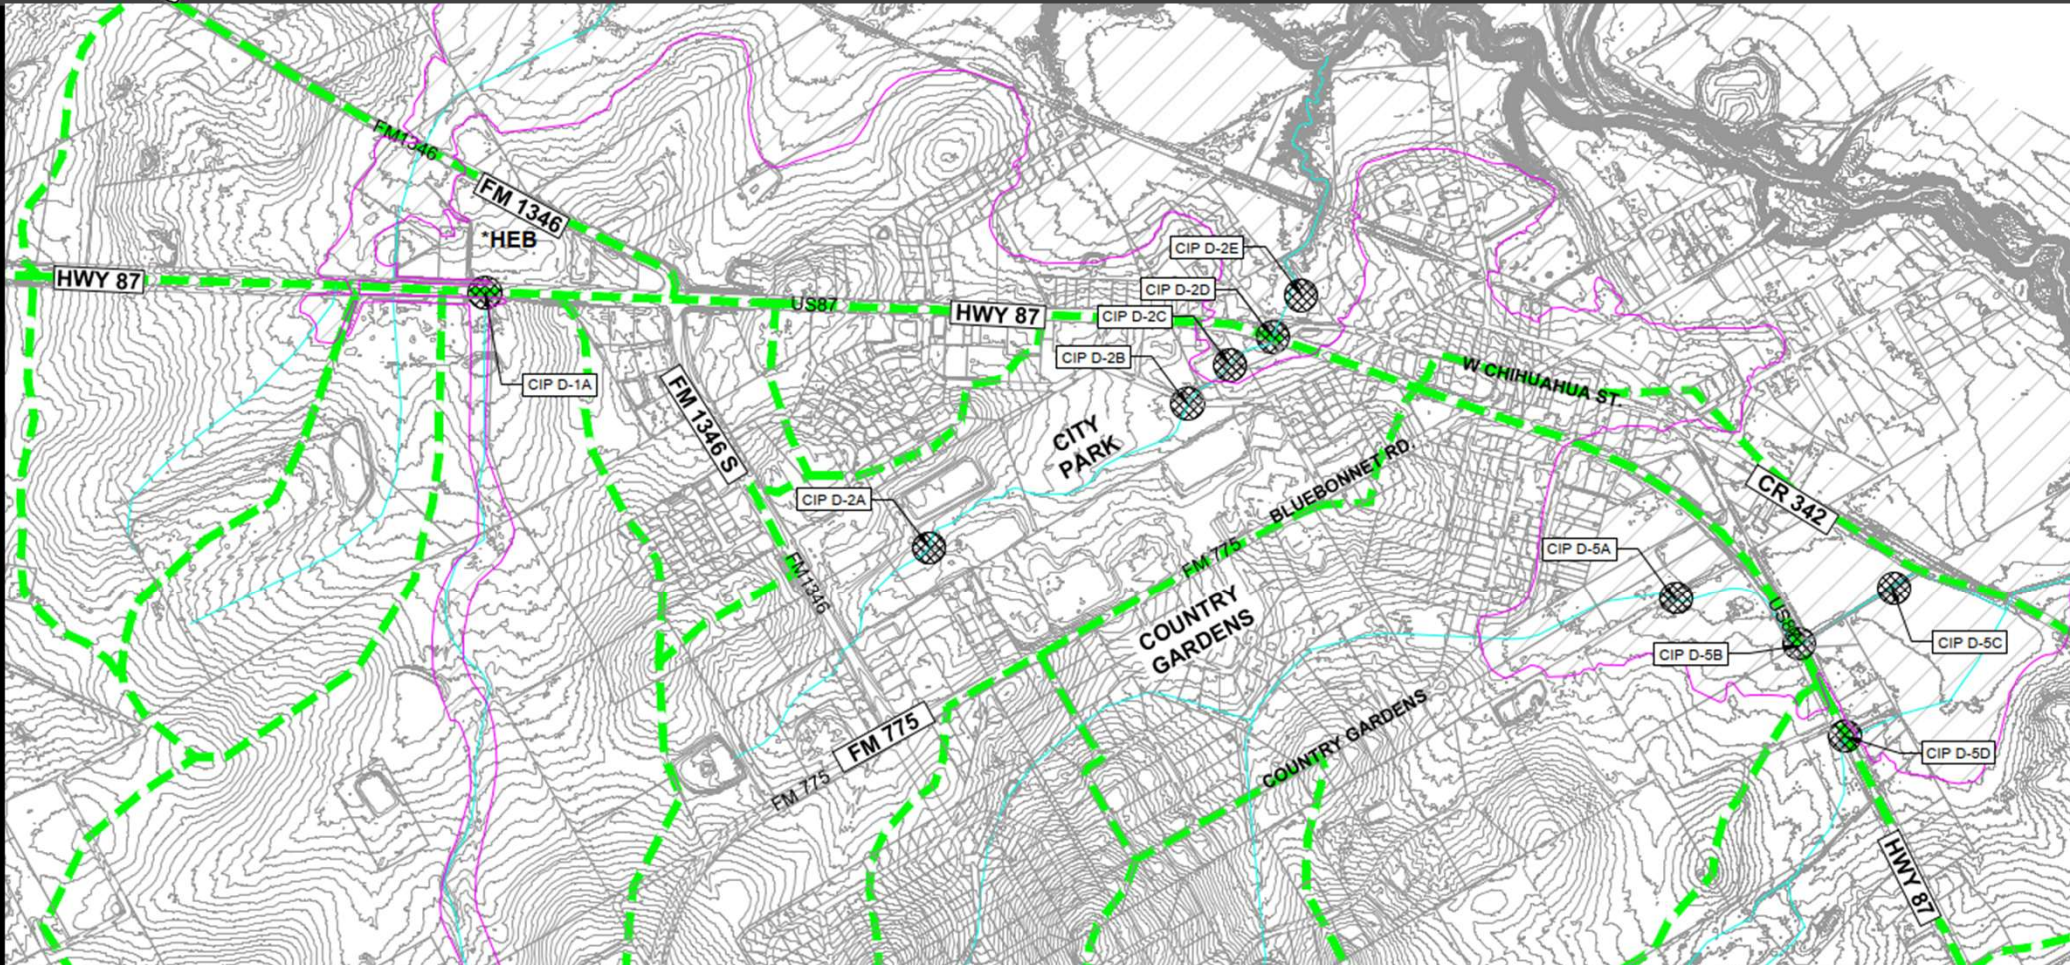 FM1346
FM 1346
*HEB
HWY 87
US87
HWY 87
CIP D-2E
CIP D-2D
CIP D-2C
CIP D-2B
CIP D-1A
FM 1346 S
W CHIHUAHUA ST.
CITY
PARK
BLUEBONNET RD.
CIP D-2A
CR 342
FM1346
FM 775
CIP D-5A
COUNTRY
GARDENS
CIP D-5B
CIP D-5C
FM 775
FM 775
COUNTRY GARDENS
CIP D-5D
HWY 87